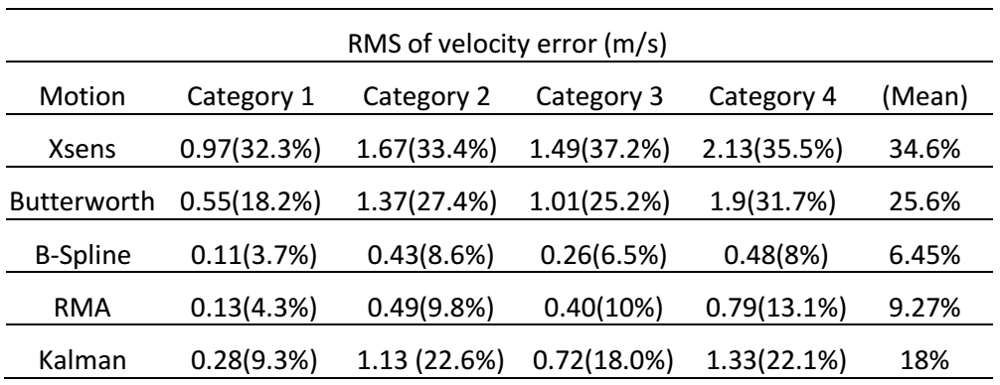 RMS of velocity error (m/s)
Motion Category 1 Category 2 Category 3 Category 4 (Mean)
Xsens 0.97(32.3%) 1.67(33.4%) 1.49(37.2%) 2.13(35.5%) 34.6%
Butterworth 0.55(18.2%) 1.37(27.4%) 1.01(25.2%) 1.9(31.7%) 25.6%
B-Spline 0.11(3.7%) 0.43(8.6%) 0.26(6.5%) 0.48(8%) 6.45%
RMA 0.13(4.3%) 0.49(9.8%) 0.40(10%) 0.79(13.1%) 9.27%
Kalman 0.28(9.3%) 1.13 (22.6%) 0.72(18.0%) 1.33(22.1%) 18%